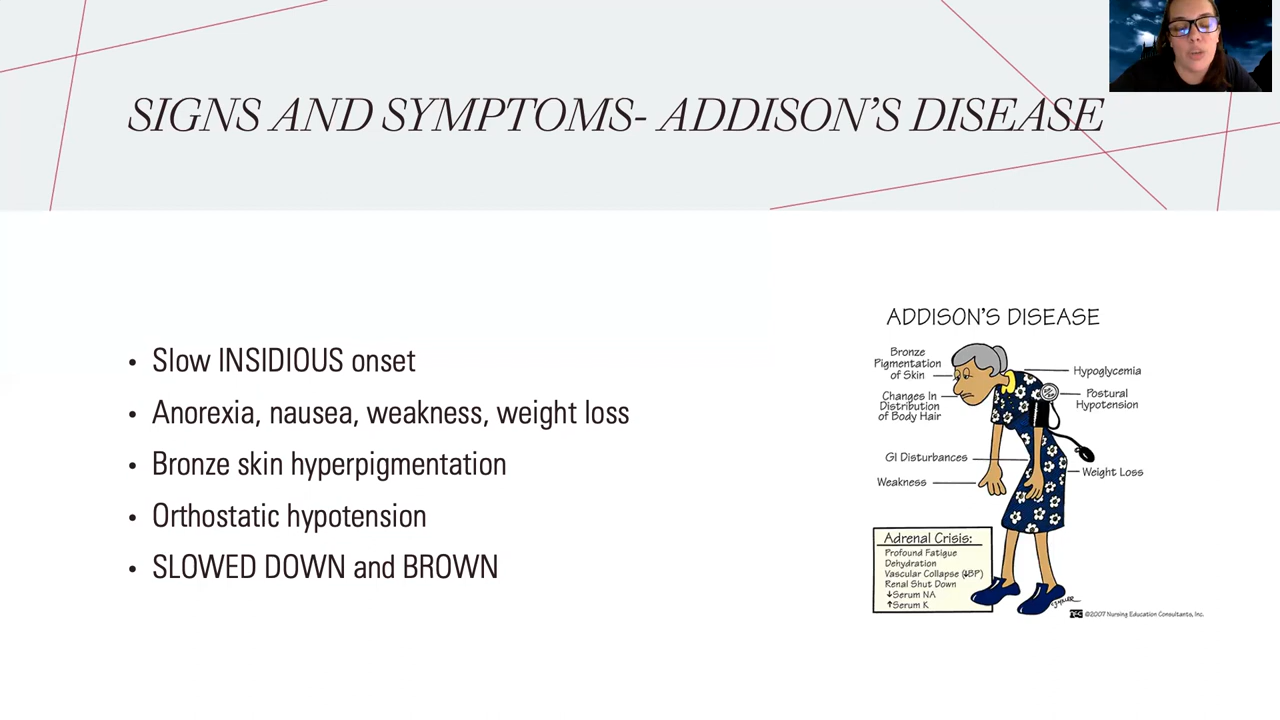 SIGNS AND SYMPTOMS- ADDISON'S DISEASE
• Slow INSIDIOUS onset
• Anorexia, nausea, weakness, weight loss
• Bronze skin hyperpigmentation
• Orthostatic hypotension
• SLOWED DOWN and BROWN
ADDISON'S DISEASE
Bronze
Pigmentation
of Skin
Changes In
Distribution
of Body Hair
GI Disturbances
Weakness
Hypoglycemia
Postural
Hypotension
Weight Loss
Adrenal Crisis:
Profound Fatigue
Dehydration
Vascular Collapse (↓BP)
Renal Shut Down
↓Serum NA
↑Serum K
©2007 Nursing Education Consultants, Inc.